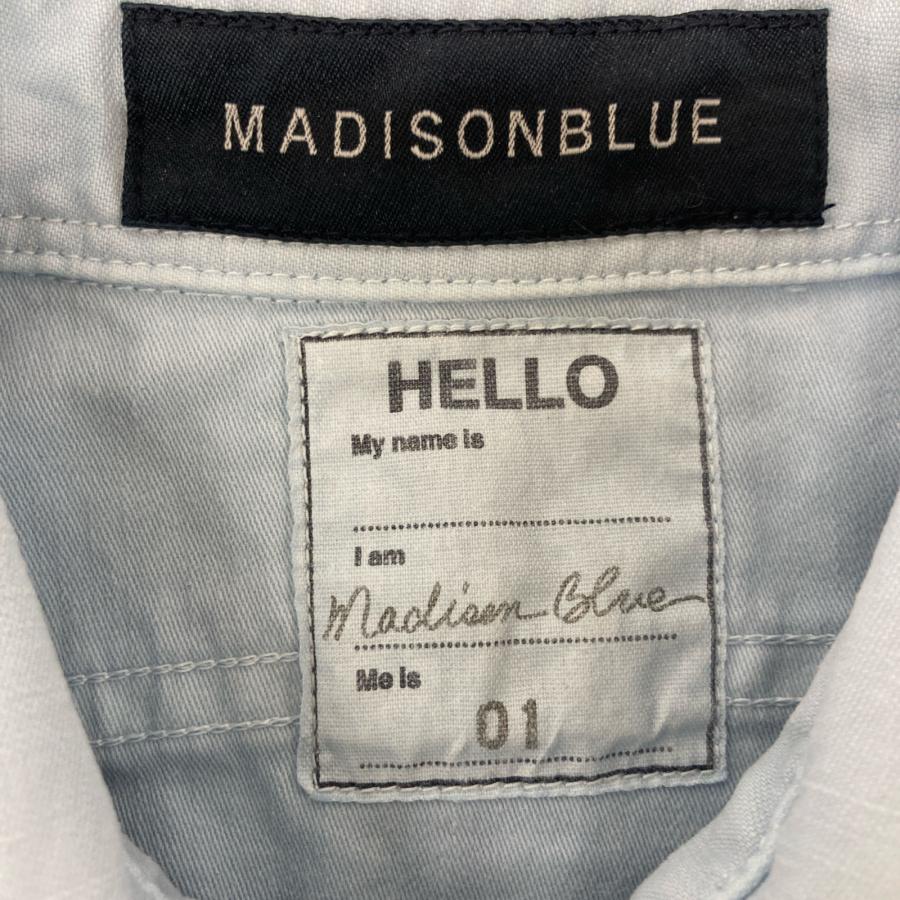 MADISONBLUE
HELLO
My name is
I am
Madison Blue
Me is
01